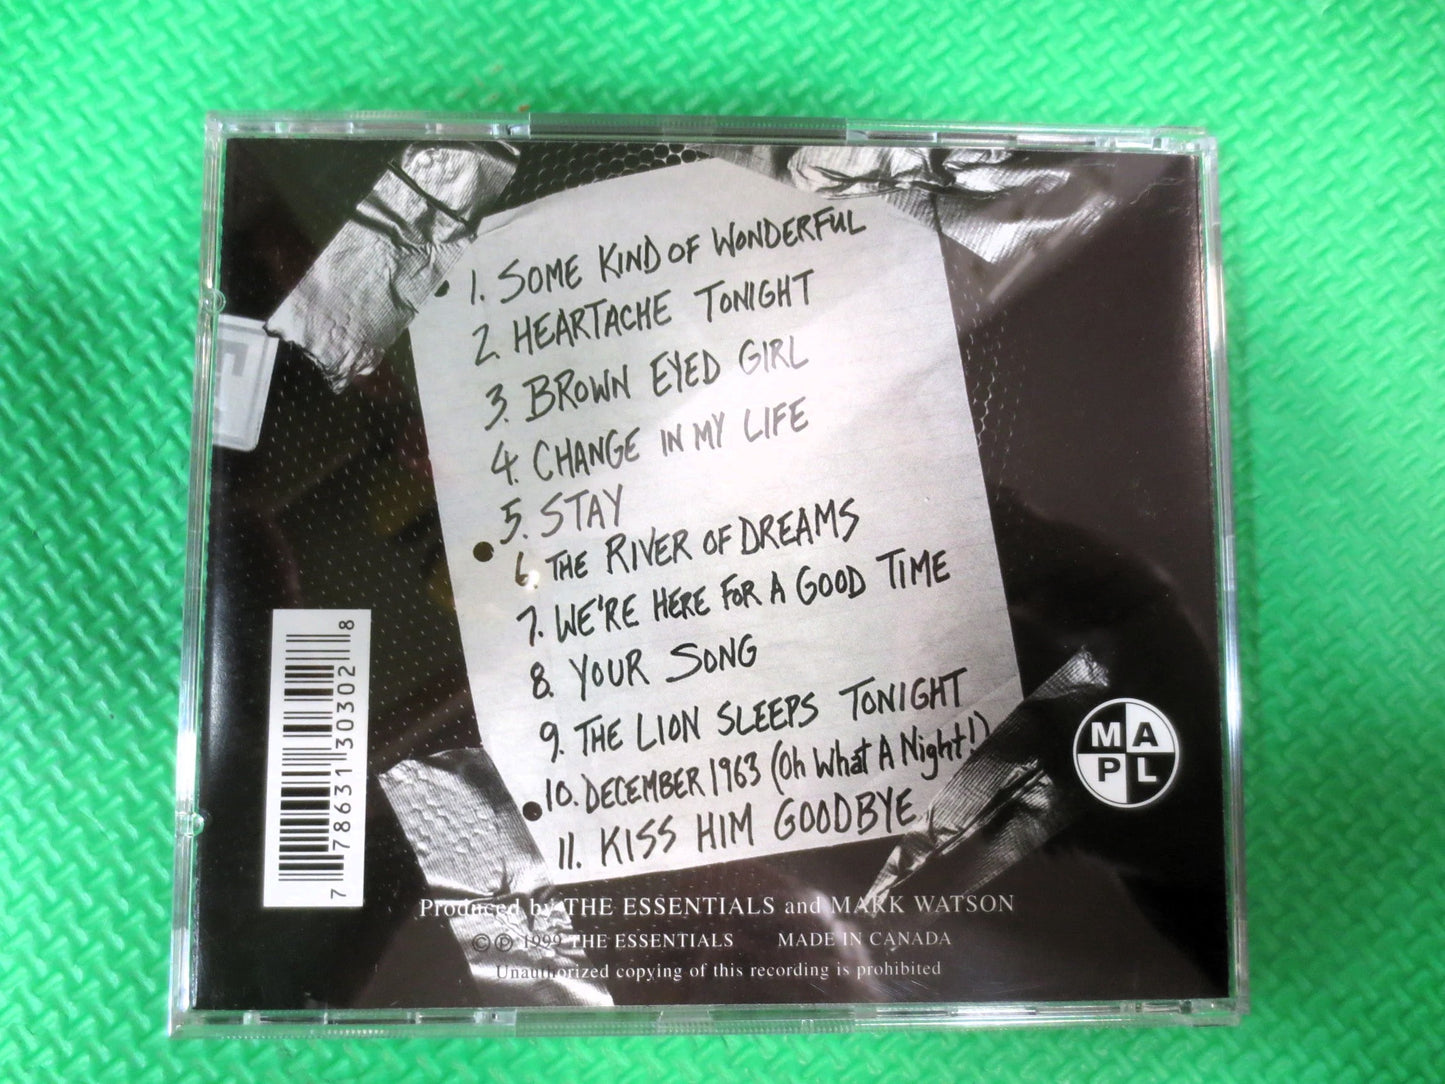 1. SOME KIND OF WONDERFUL
2. HEARTACHE TONIGHT
3. BROWN EYED GIRL
4. CHANGE IN MY LIFE
5. STAY
6. THE RIVER OF DREAMS
7. WE'RE HERE FOR A GOOD TIME
8. YOUR SONG
9. THE LION SLEEPS TONIGHT
10. DECEMBER 1963 (Oh What A Night!)
11. KISS HIM GOODBYE
7 78631 30302 8
M A
P L
Produced by THE ESSENTIALS and MARK WATSON
©℗ 1999 THE ESSENTIALS MADE IN CANADA
Unauthorized copying of this recording is prohibited